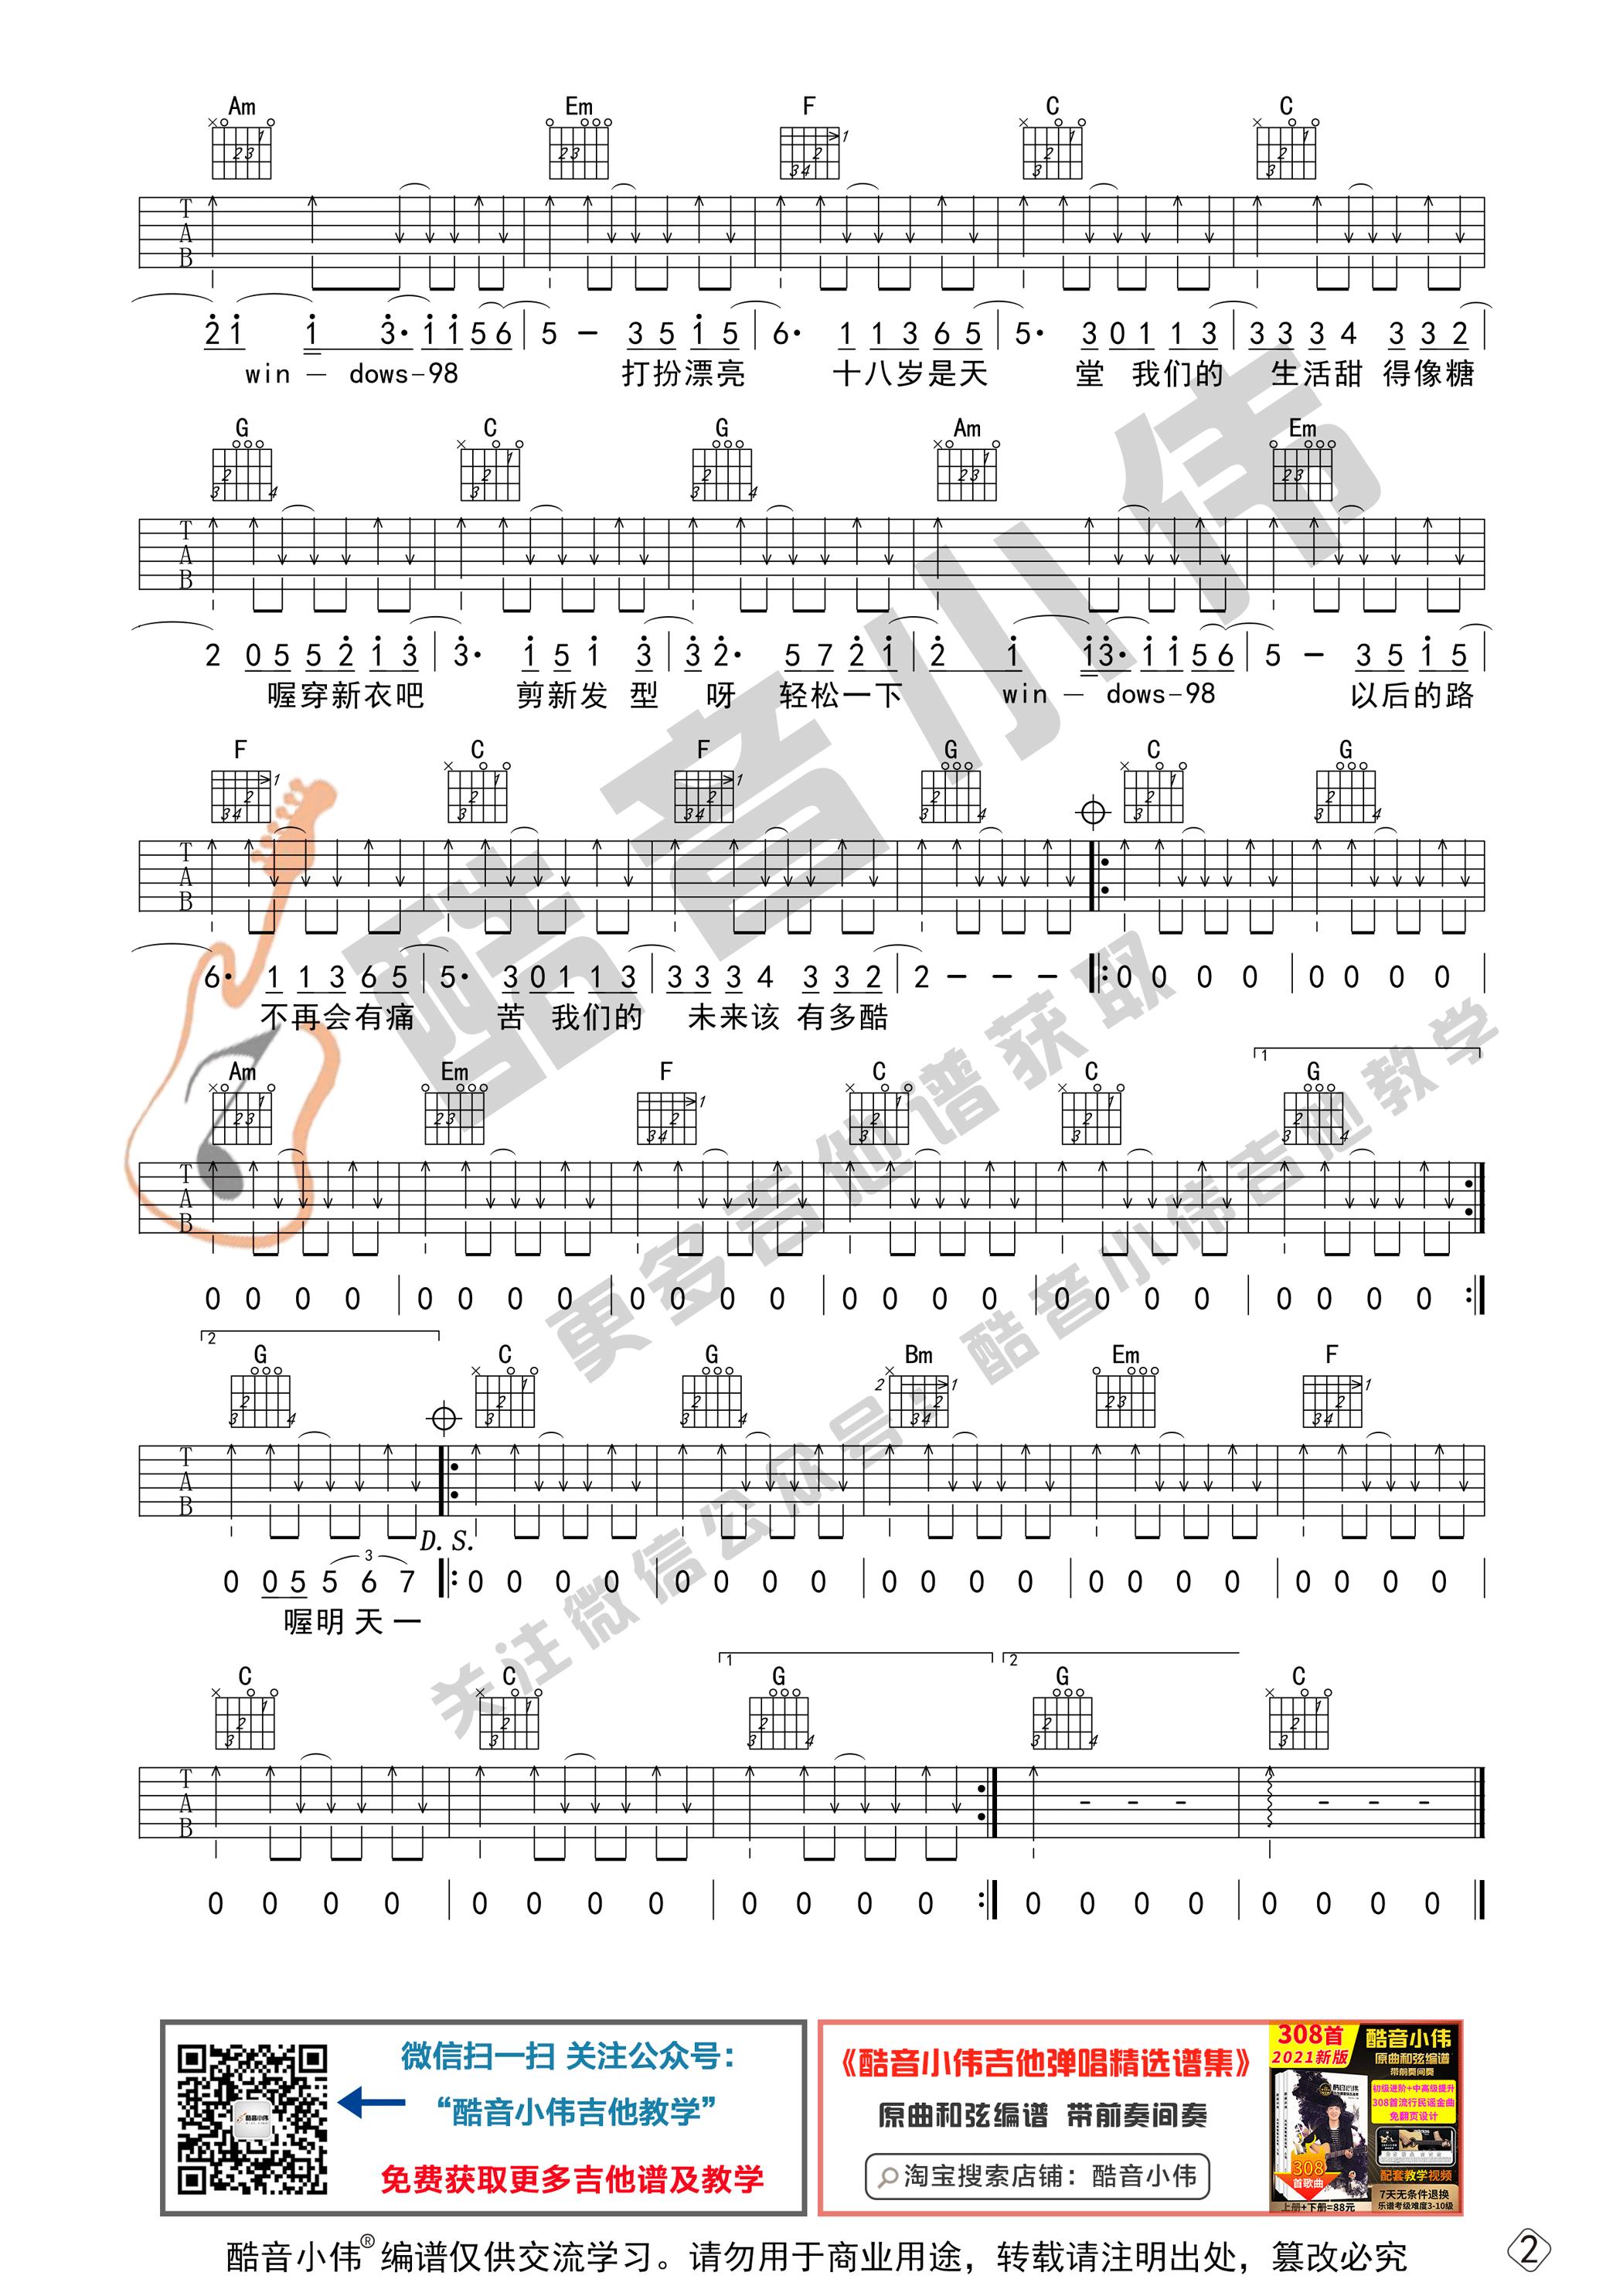 Am Em F C C
T A B
2 1 1 3· 1 1 5 6 5 – 3 5 1 5 6· 1 1 3 6 5 5· 3 0 1 1 3 3 3 3 4 3 3 2
win — dows-98 打扮漂亮 十八岁是天 堂 我们的 生活甜 得像糖
G C G Am Em
T A B
2 0 5 5 2 1 3 3· 1 5 1 3 3 2· 5 7 2 1 2 1 1 3· 1 1 5 6 5 – 3 5 1 5
喔穿新衣吧 剪新发 型 呀 轻松一下 win — dows-98 以后的路
F C F G C G
T A B
6· 1 1 3 6 5 5· 3 0 1 1 3 3 3 3 4 3 3 2 2 – – – 0 0 0 0 0 0 0 0
不再会有痛 苦 我们的 未来该 有多酷
1
Am Em F C C G
T A B
0 0 0 0 0 0 0 0 0 0 0 0 0 0 0 0 0 0 0 0 0 0 0 0
2
G C G Bm Em F
T A B
D. S.
3
0 0 5 5 6 7 0 0 0 0 0 0 0 0 0 0 0 0 0 0 0 0 0 0 0 0
喔明 天 一
1 2
C C G G C
T A B
0 0 0 0 0 0 0 0 0 0 0 0 0 0 0 0 0 0 0 0
酷音小伟
更多吉他谱获取
关注微信公众号：酷音小伟吉他教学
微信扫一扫 关注公众号：
“酷音小伟吉他教学”
免费获取更多吉他谱及教学
酷音小伟
《酷音小伟吉他弹唱精选谱集》
原曲和弦编谱 带前奏间奏
淘宝搜索店铺：酷音小伟
308首
2021新版
酷音小伟
原曲和弦编谱
带前奏间奏
初级进阶+中高级提升
308首流行民谣金曲
免翻页设计
308
首歌曲
配套教学视频
上册+下册=88元
7天无条件退换
乐谱考级难度3-10级
酷音小伟® 编谱仅供交流学习。请勿用于商业用途，转载请注明出处，篡改必究
2